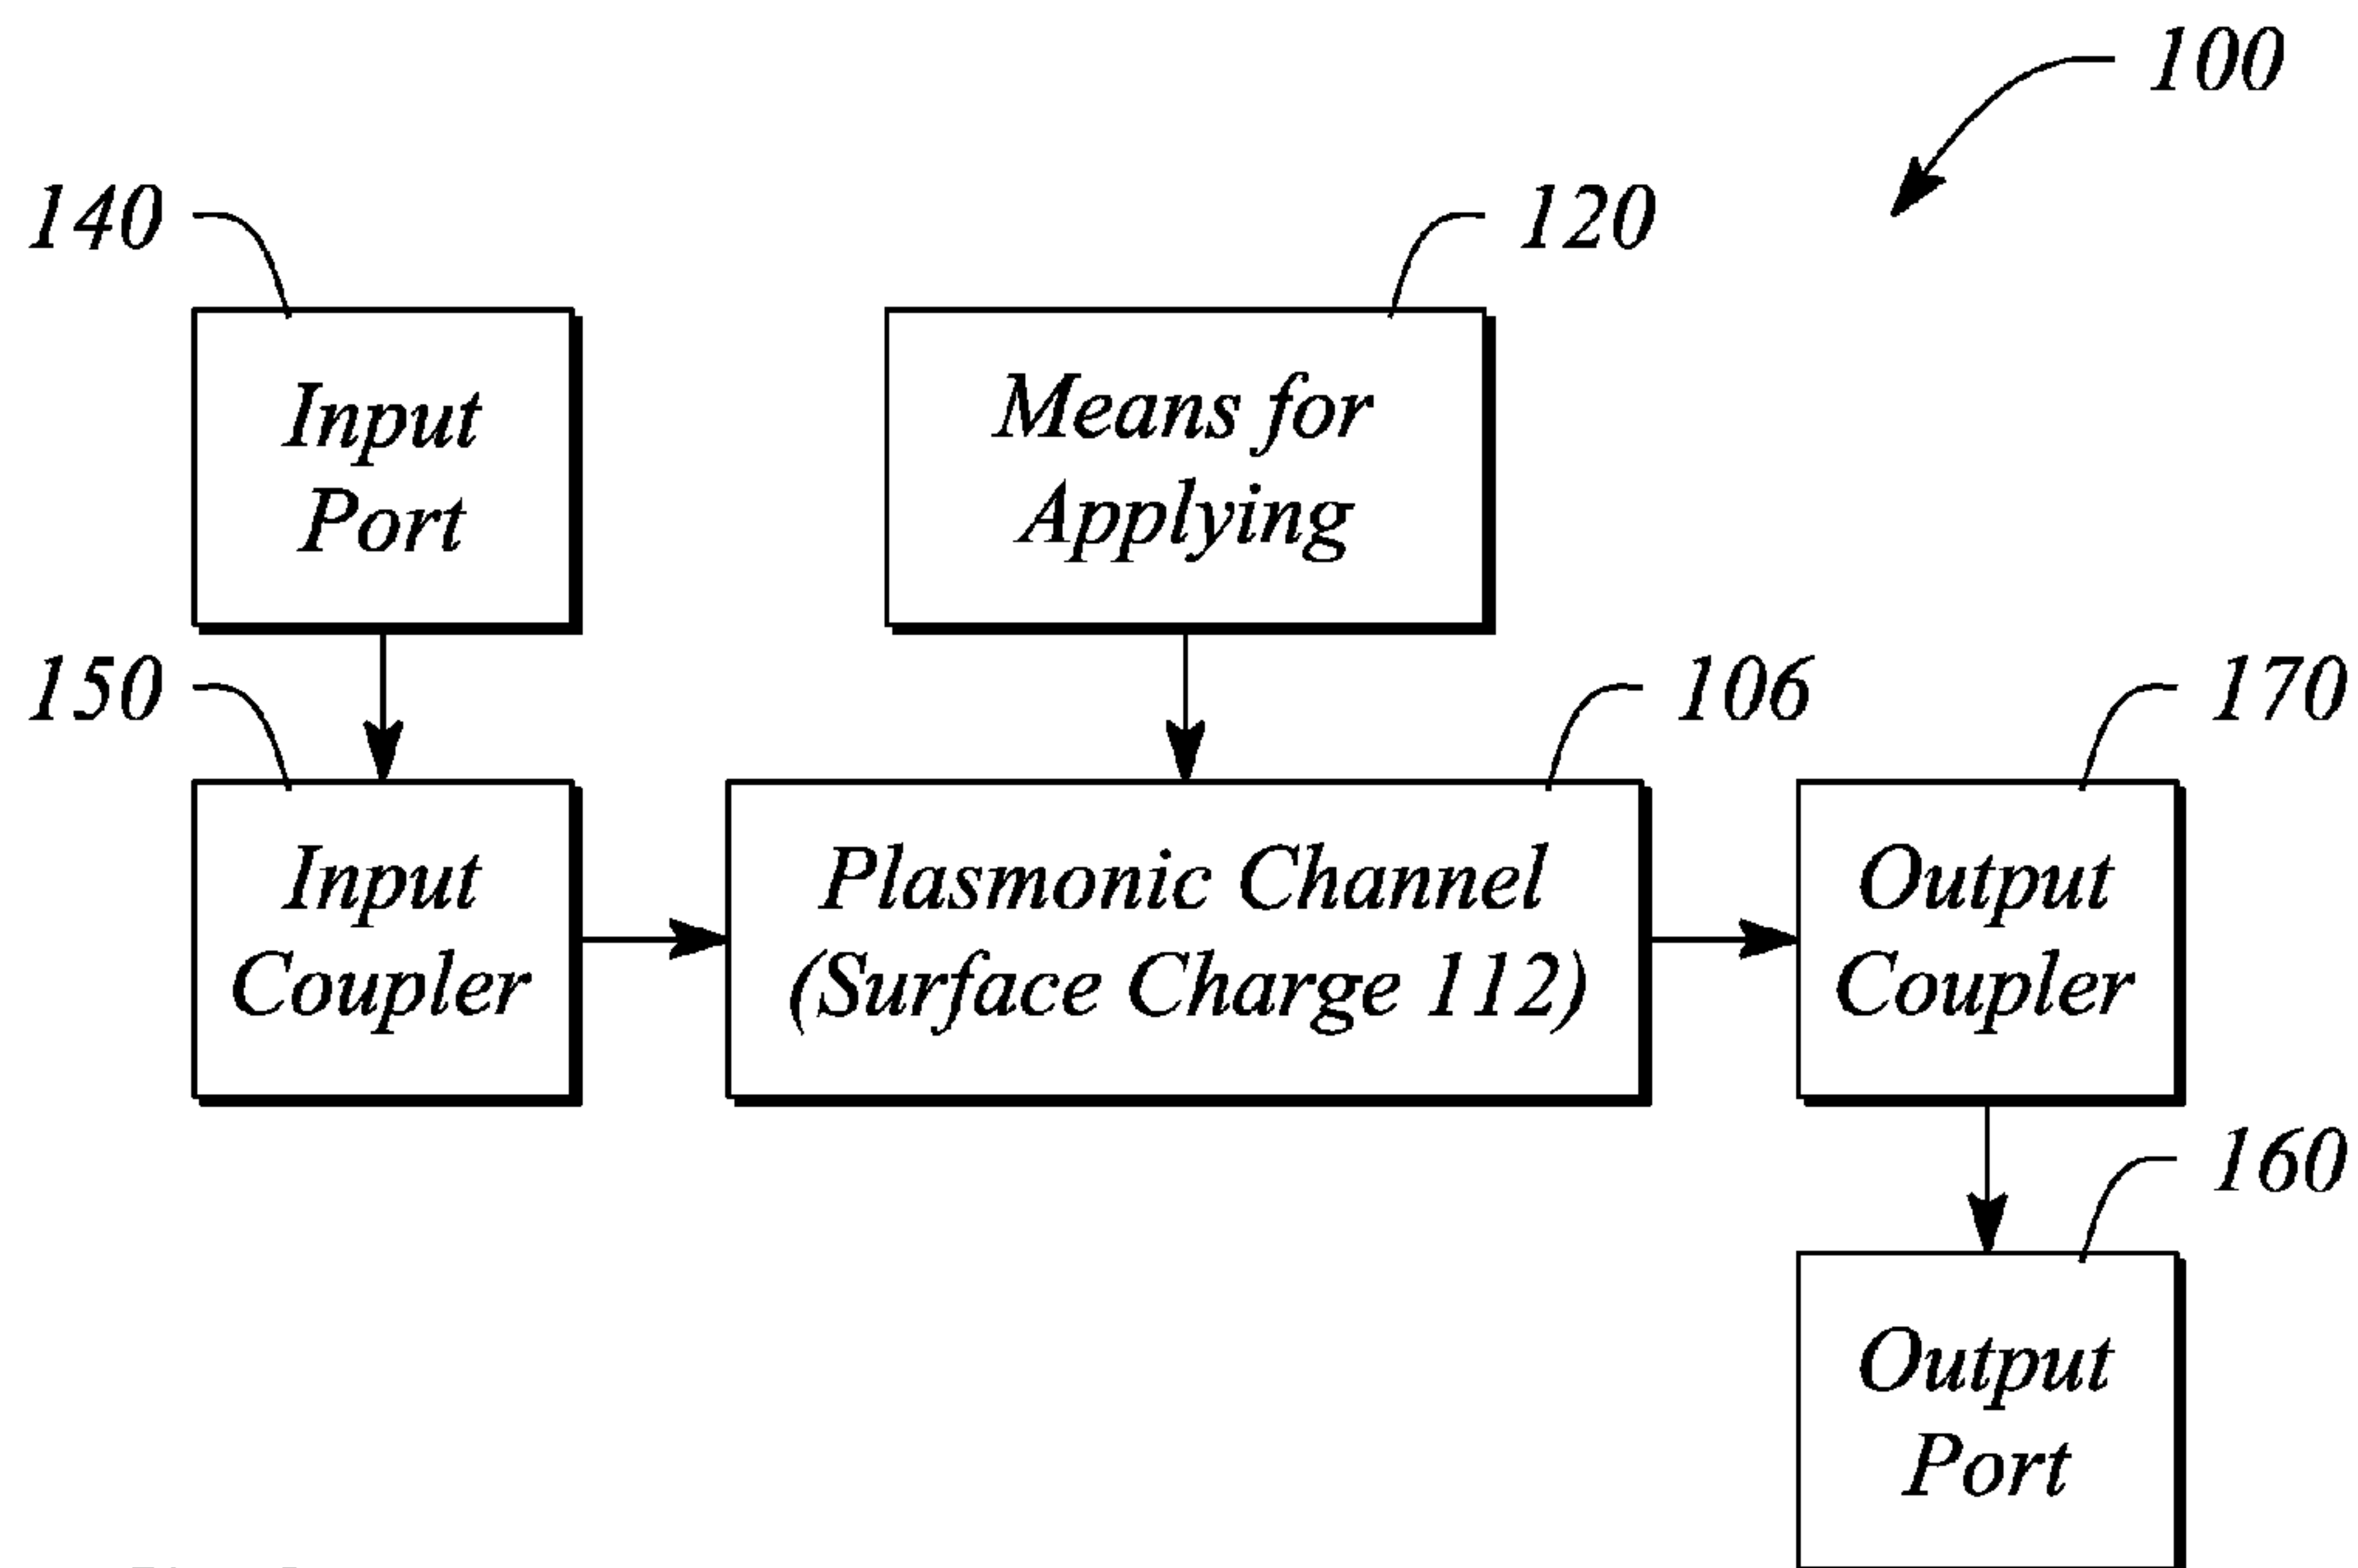 100
140
120
Input
Port
Means for
Applying
150
106
170
Input
Coupler
Plasmonic Channel
(Surface Charge 112)
Output
Coupler
160
Output
Port